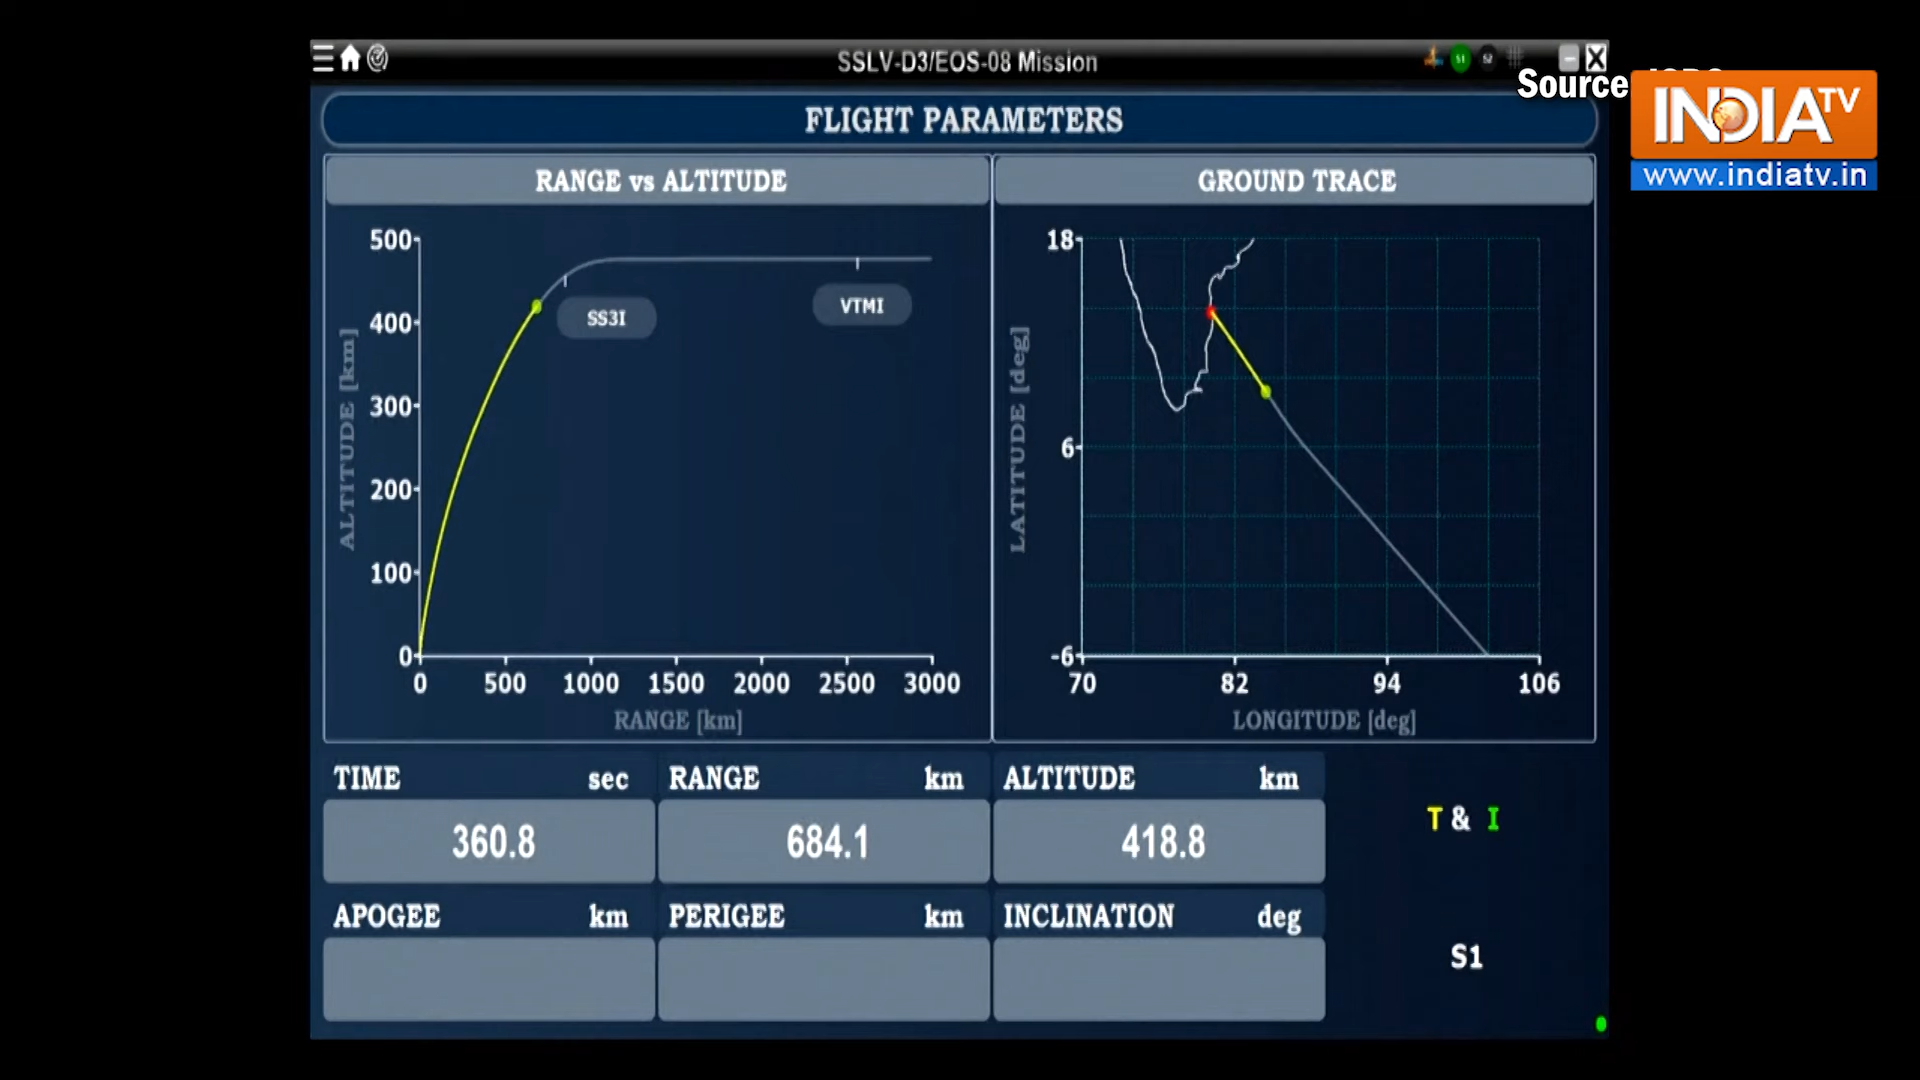 SSLV-D3/EOS-08 Mission
S1
S2
Source
INDIA TV
www.indiatv.in
FLIGHT PARAMETERS
RANGE vs ALTITUDE
500
400
300
200
100
0
ALTITUDE [km]
SS3I
VTMI
0 500 1000 1500 2000 2500 3000
RANGE [km]
GROUND TRACE
18
6
-6
LATITUDE [deg]
70 82 94 106
LONGITUDE [deg]
TIME sec RANGE km ALTITUDE km
360.8 684.1 418.8
T & I
APOGEE km PERIGEE km INCLINATION deg
S1